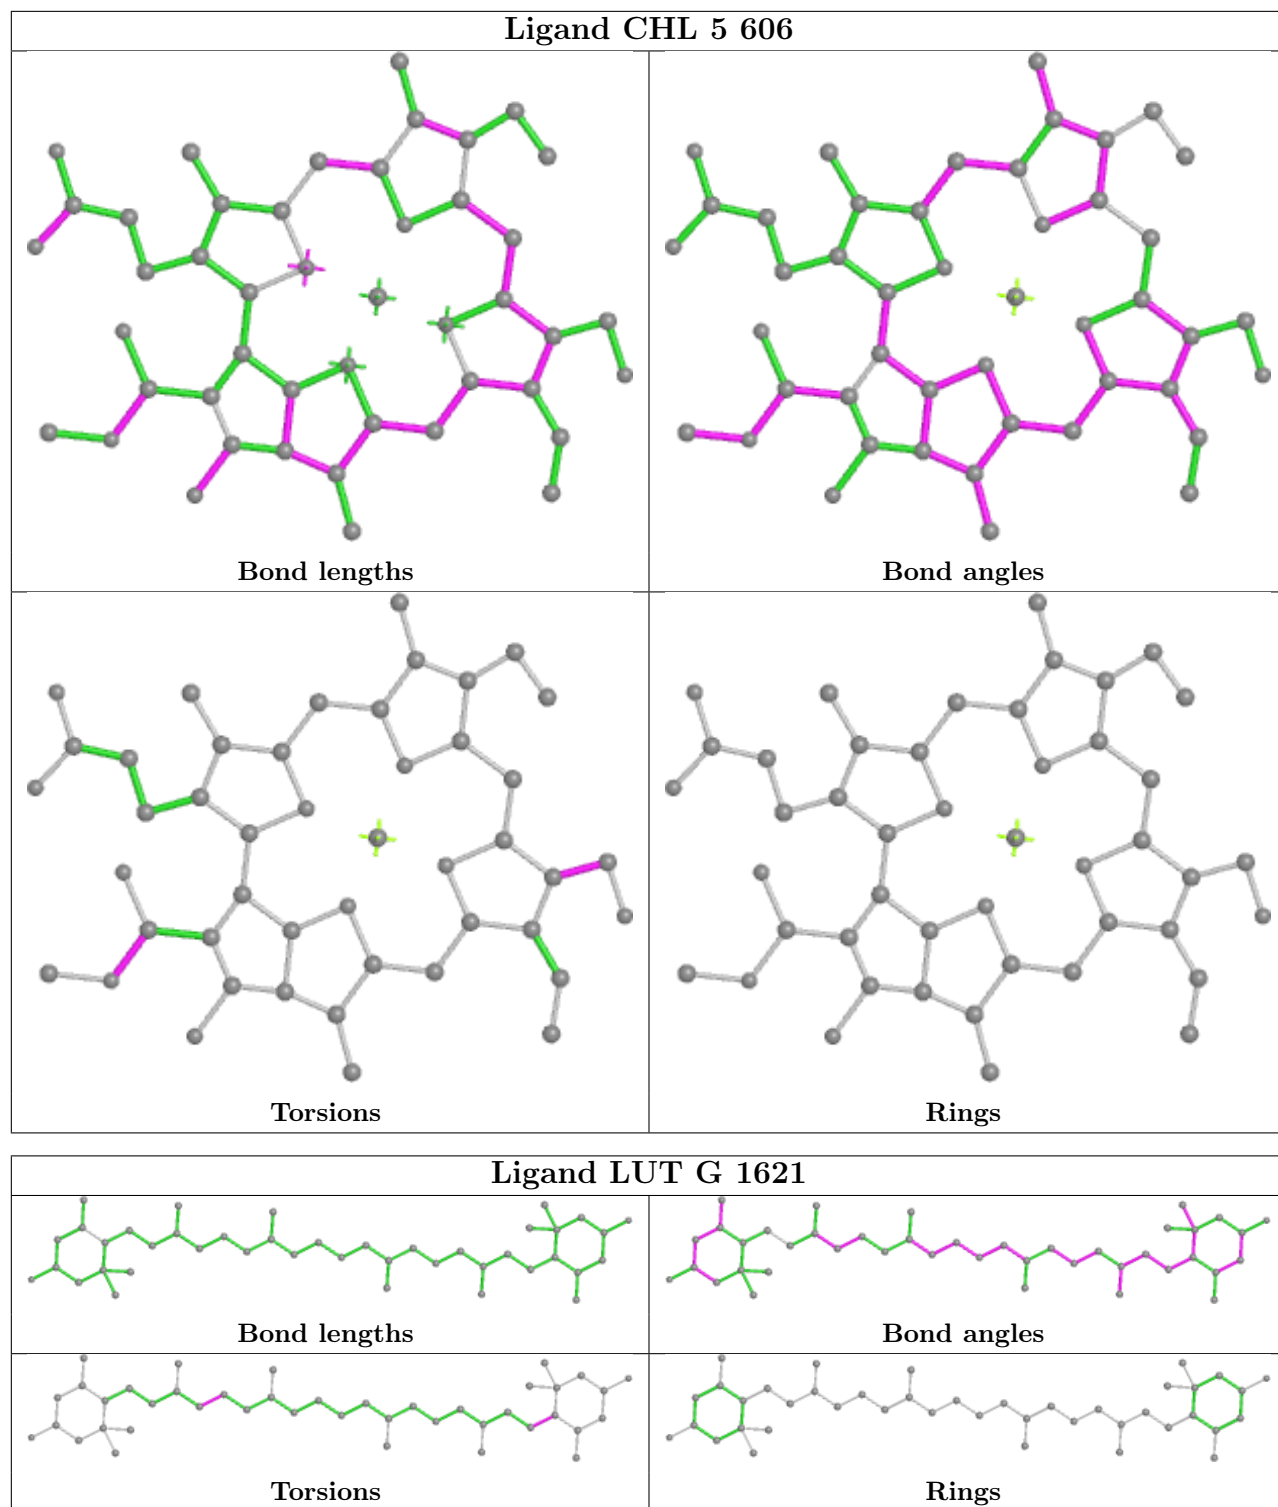 Ligand CHL 5 606
Bond lengths
Bond angles
Torsions
Rings
Ligand LUT G 1621
Bond lengths
Bond angles
Torsions
Rings